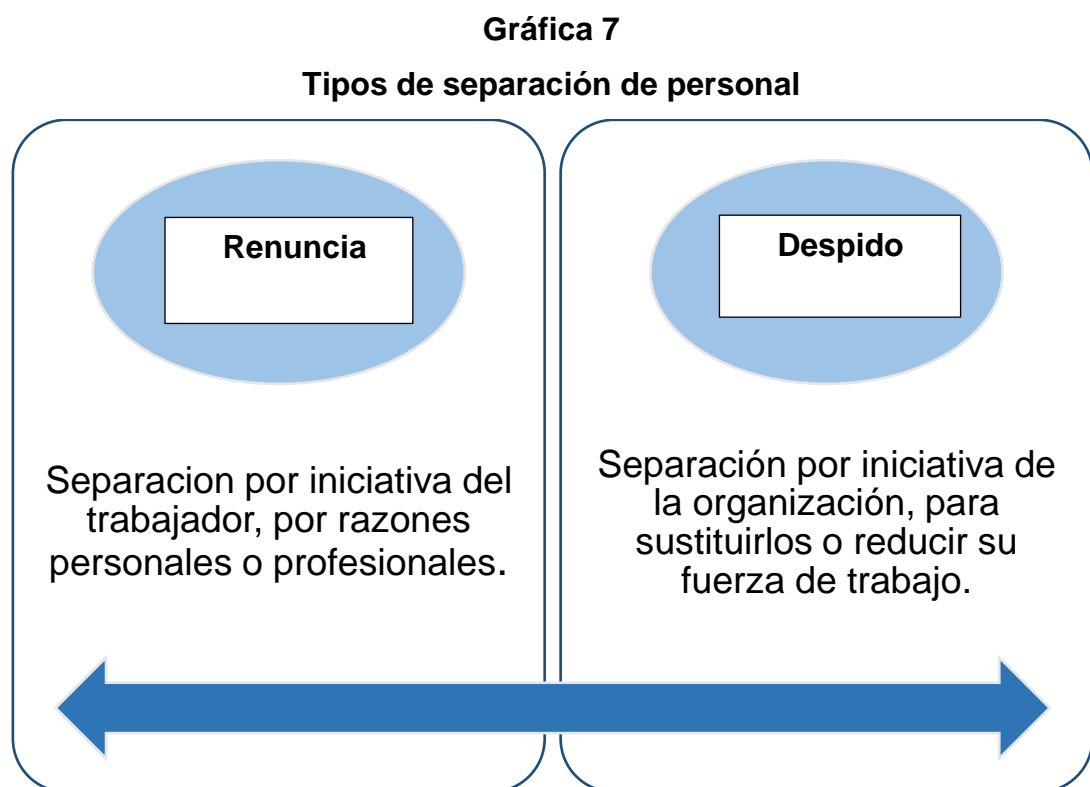 Gráfica 7
Tipos de separación de personal
Renuncia
Separacion por iniciativa del
trabajador, por razones
personales o profesionales.
Despido
Separación por iniciativa de
la organización, para
sustituirlos o reducir su
fuerza de trabajo.